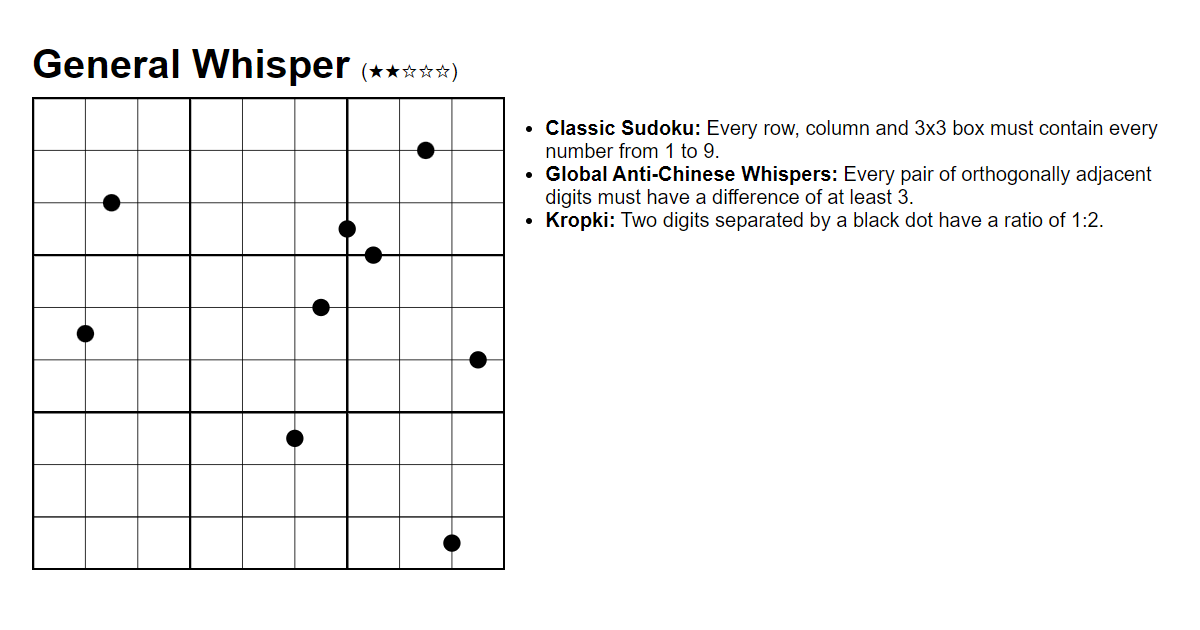 General Whisper (★★☆☆☆)
• Classic Sudoku: Every row, column and 3x3 box must contain every
number from 1 to 9.
• Global Anti-Chinese Whispers: Every pair of orthogonally adjacent
digits must have a difference of at least 3.
• Kropki: Two digits separated by a black dot have a ratio of 1:2.